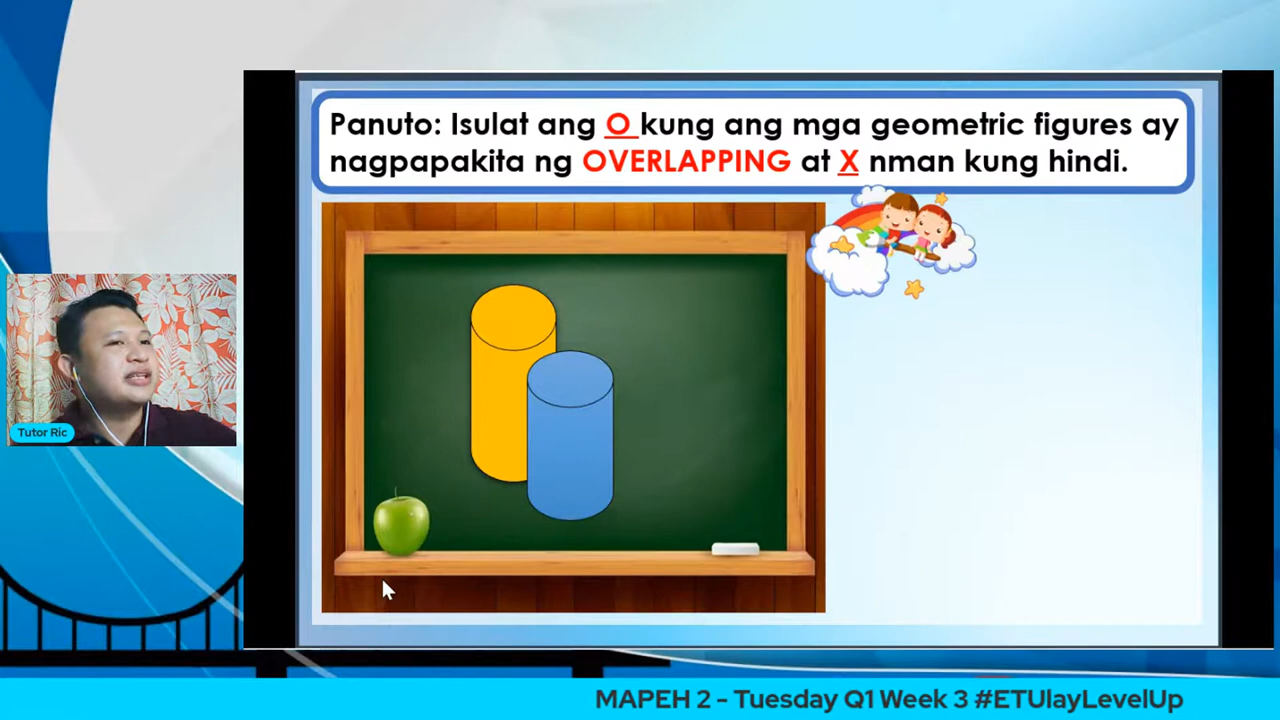 Panuto: Isulat ang O kung ang mga geometric figures ay
nagpapakita ng OVERLAPPING at X nman kung hindi.
Tutor Ric
MAPEH 2 - Tuesday Q1 Week 3 #ETUlayLevelUp